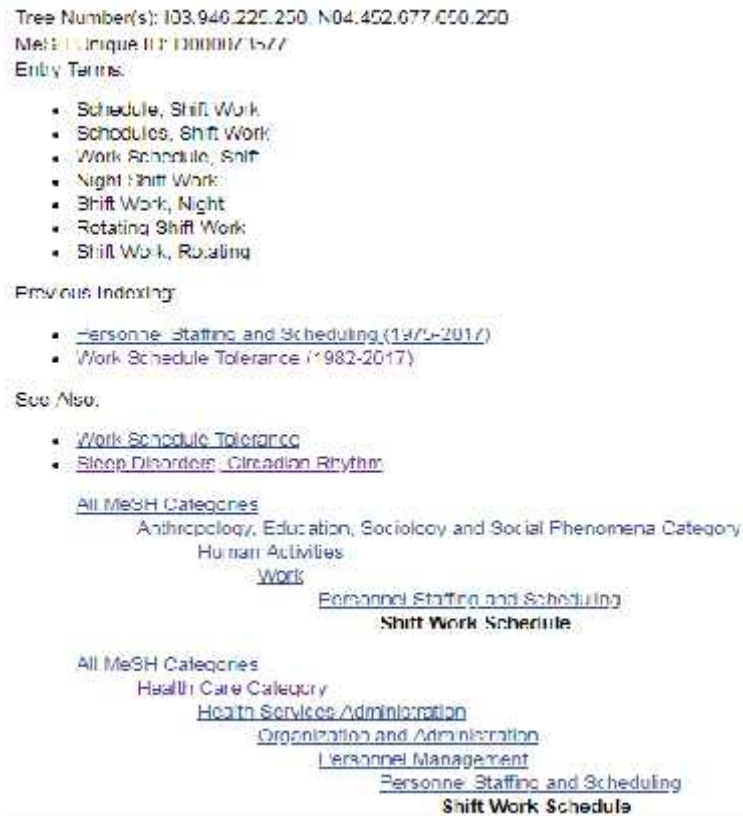 Tree Number(s): I03.946.225.250, N04.452.677.650.250
MeSH Unique ID: D000073577
Entry Terms:
Schedule, Shift Work
Schedules, Shift Work
Work Schedule, Shift
Night Shift Work
Shift Work, Night
Rotating Shift Work
Shift Work, Rotating
Previous Indexing:
Personnel Staffing and Scheduling (1975-2017)
Work Schedule Tolerance (1982-2017)
See Also:
Work Schedule Tolerance
Sleep Disorders, Circadian Rhythm
All MeSH Categories
Anthropology, Education, Sociology and Social Phenomena Category
Human Activities
Work
Personnel Staffing and Scheduling
Shift Work Schedule
All MeSH Categories
Health Care Category
Health Services Administration
Organization and Administration
Personnel Management
Personnel Staffing and Scheduling
Shift Work Schedule